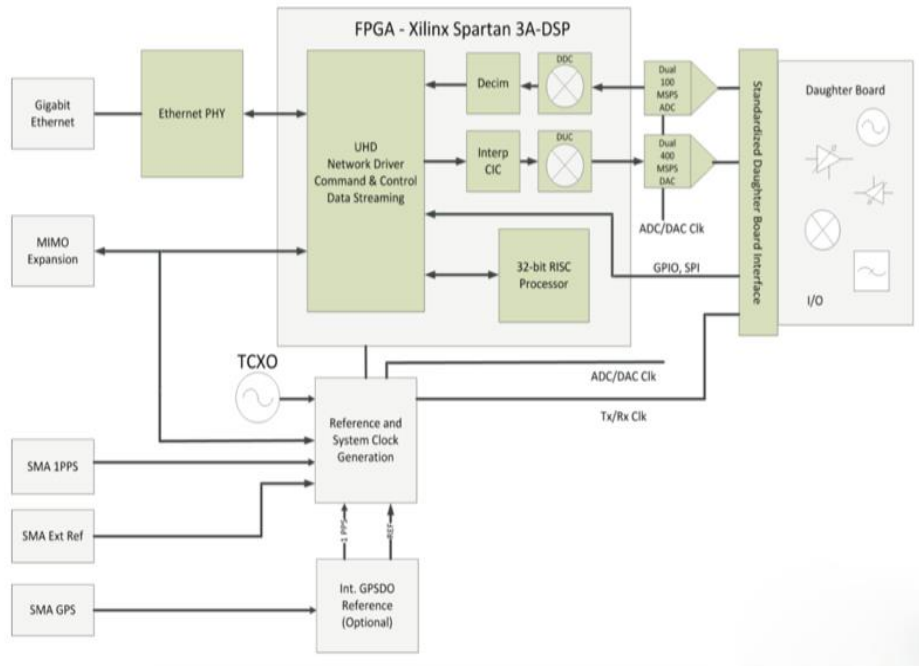 FPGA - Xilinx Spartan 3A-DSP
Gigabit
Ethernet
Ethernet PHY
UHD
Network Driver
Command & Control
Data Streaming
Decim
DDC
Dual
100
MSPS
ADC
Interp
CIC
DUC
Dual
400
MSPS
DAC
ADC/DAC Clk
Standardized Daughter Board Interface
Daughter Board
I/O
MIMO
Expansion
GPIO, SPI
32-bit RISC
Processor
TCXO
ADC/DAC Clk
Tx/Rx Clk
Reference and
System Clock
Generation
SMA 1PPS
SMA Ext Ref
1 PPS
REF
SMA GPS
Int. GPSDO
Reference
(Optional)